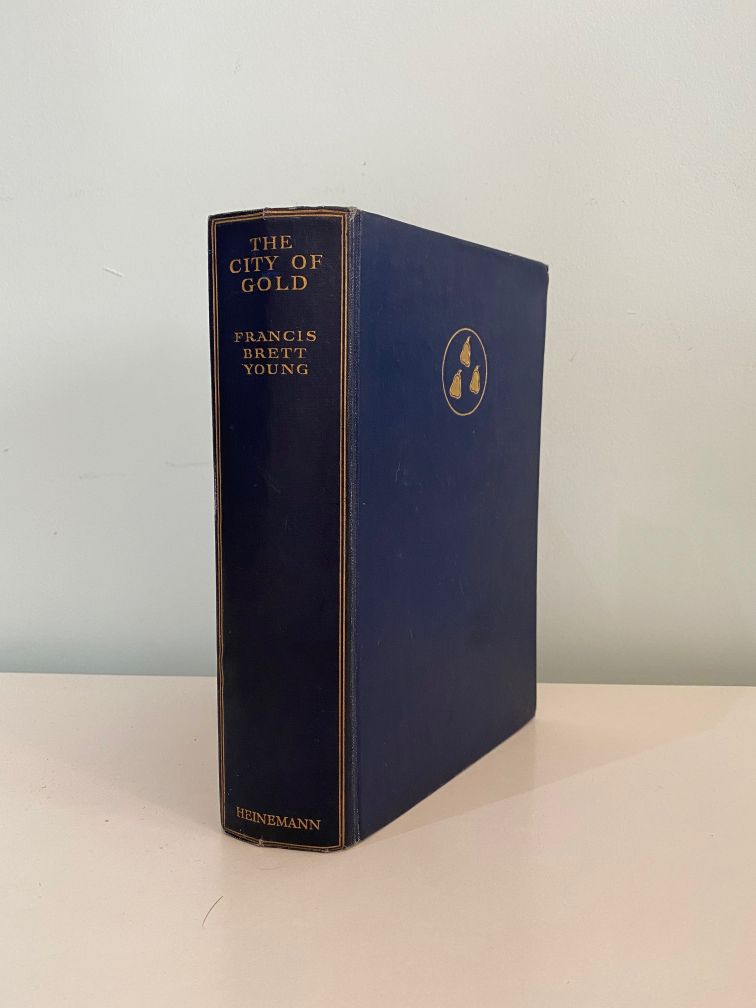 THE
CITY OF
GOLD
FRANCIS
BRETT
YOUNG
HEINEMANN